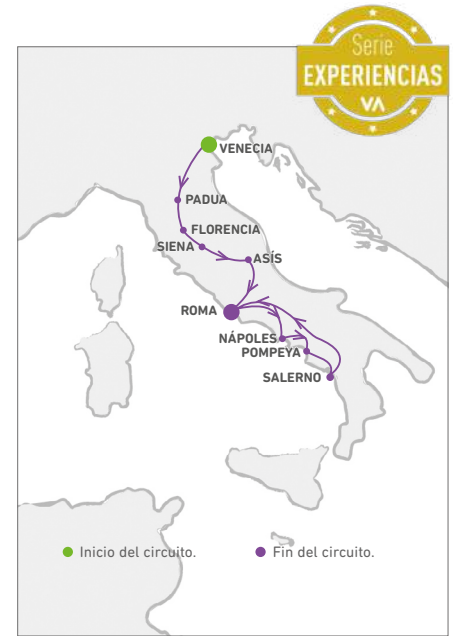 Serie
EXPERIENCIAS
VA
VENECIA
PADUA
FLORENCIA
SIENA
ASÍS
ROMA
NÁPOLES
POMPEYA
SALERNO
Inicio del circuito.
Fin del circuito.